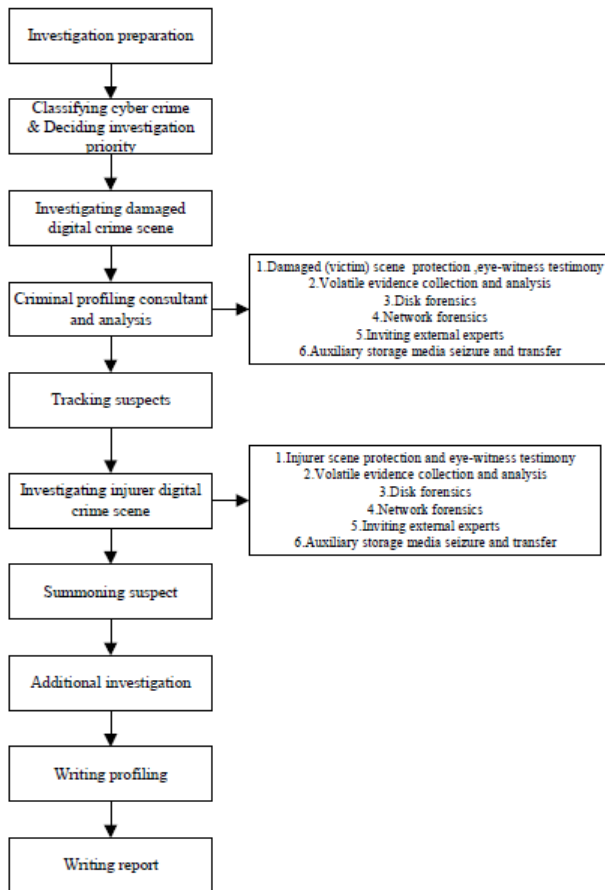 Investigation preparation
Classifying cyber crime
& Deciding investigation
priority
Investigating damaged
digital crime scene
Criminal profiling consultant
and analysis
1.Damaged (victim) scene protection ,eye-witness testimony
2.Volatile evidence collection and analysis
3.Disk forensics
4.Network forensics
5.Inviting external experts
6.Auxiliary storage media seizure and transfer
Tracking suspects
Investigating injurer digital
crime scene
1.Injurer scene protection and eye-witness testimony
2.Volatile evidence collection and analysis
3.Disk forensics
4.Network forensics
5.Inviting external experts
6.Auxiliary storage media seizure and transfer
Summoning suspect
Additional investigation
Writing profiling
Writing report